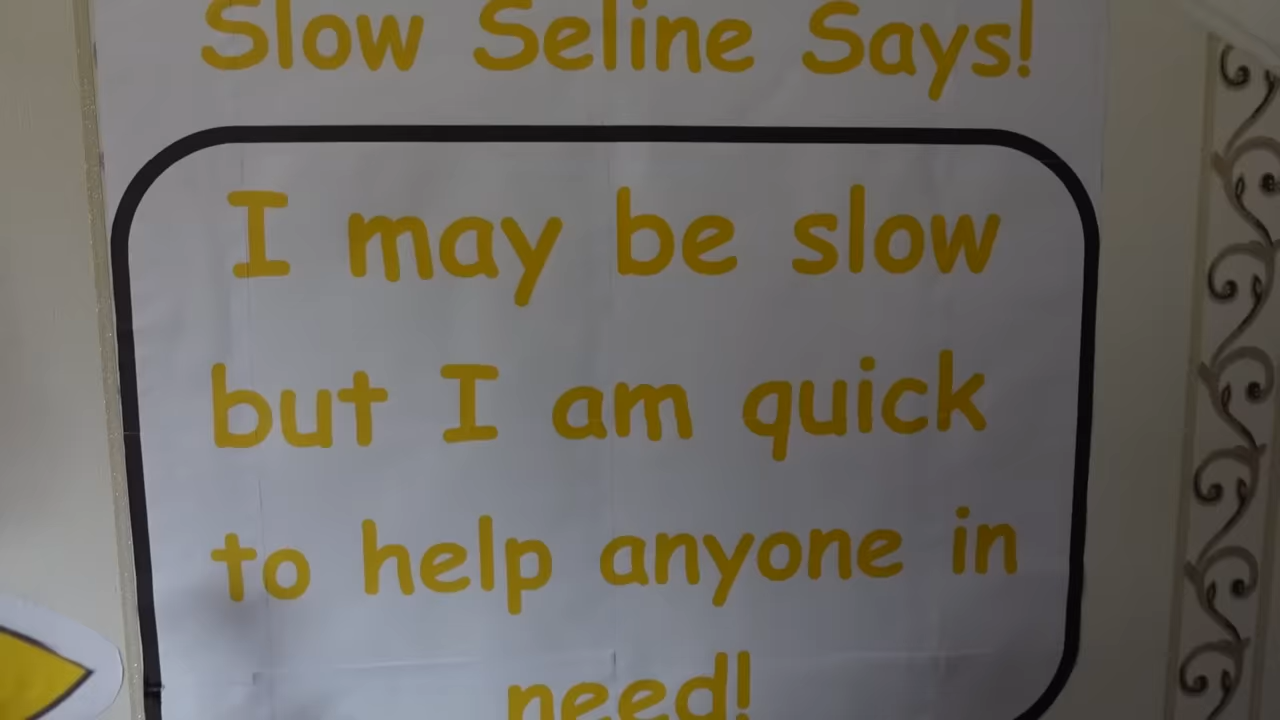 Slow Seline Says!
I may be slow
but I am quick
to help anyone in
need!